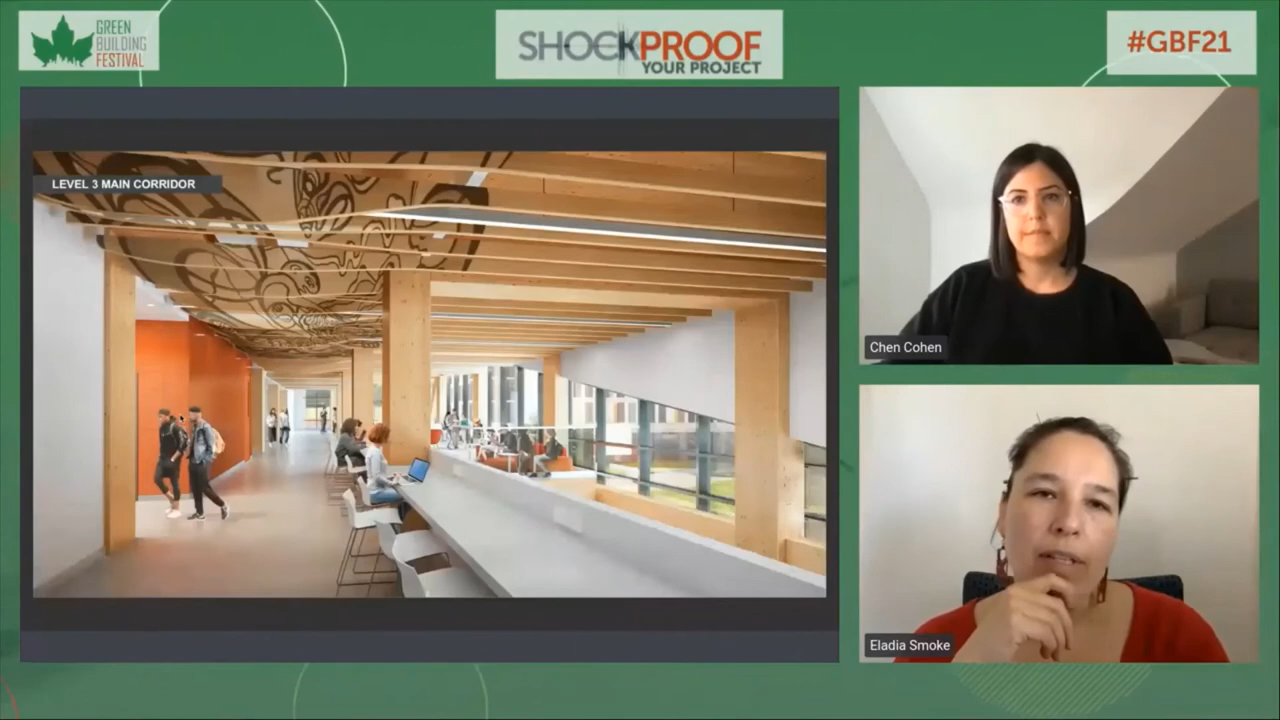 GREEN
BUILDING
FESTIVAL
SHOCKPROOF
YOUR PROJECT
#GBF21
LEVEL 3 MAIN CORRIDOR
Chen Cohen
Eladia Smoke